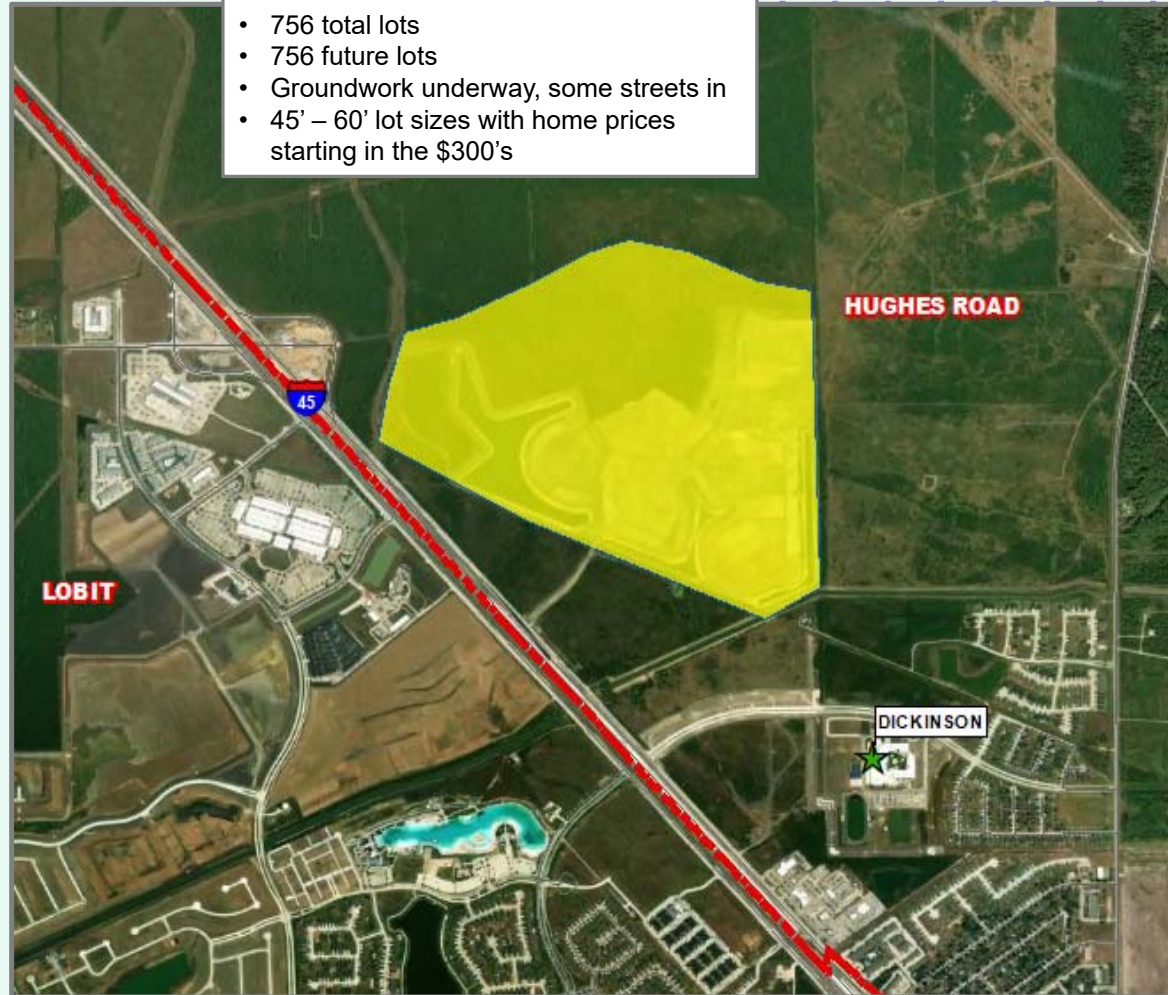 • 756 total lots
• 756 future lots
• Groundwork underway, some streets in
• 45’ – 60’ lot sizes with home prices
starting in the $300’s
HUGHES ROAD
45
LOBIT
DICKINSON